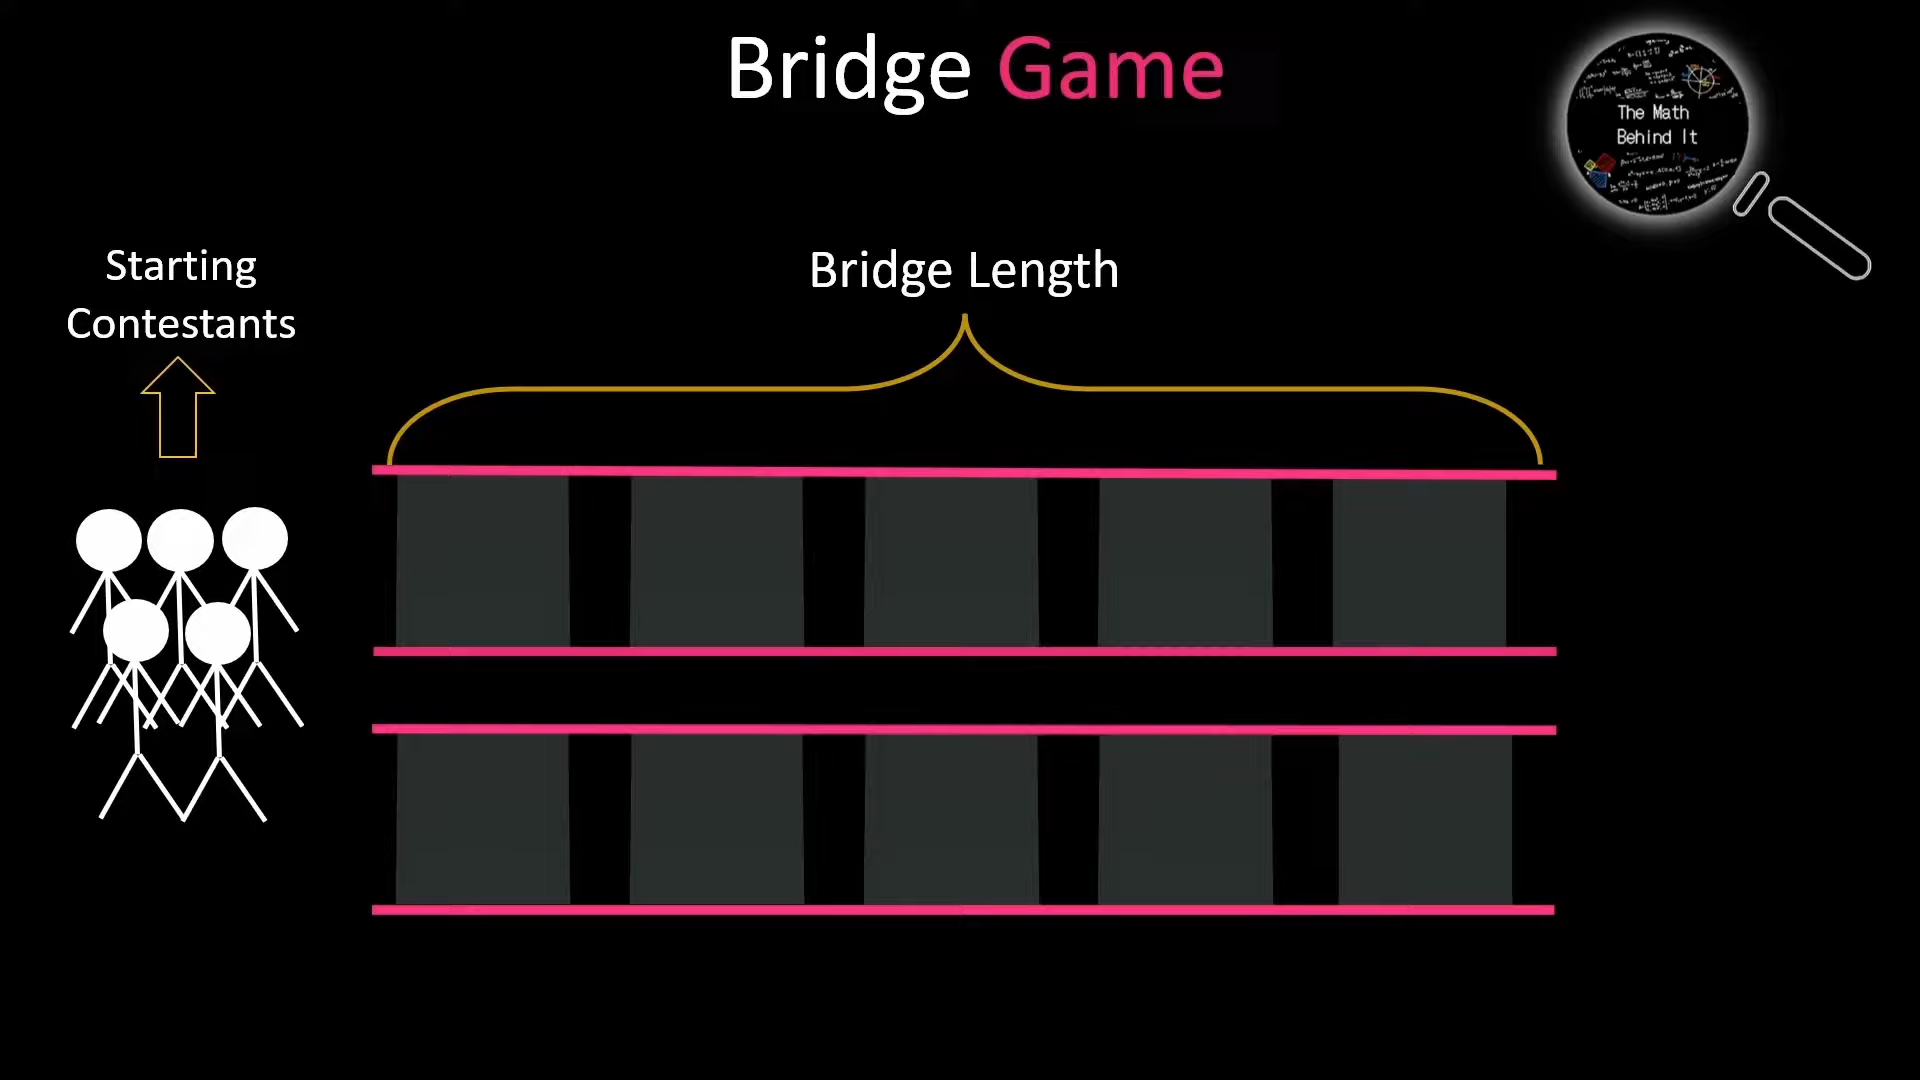 Bridge Game
The Math
Behind It
Starting
Contestants
Bridge Length